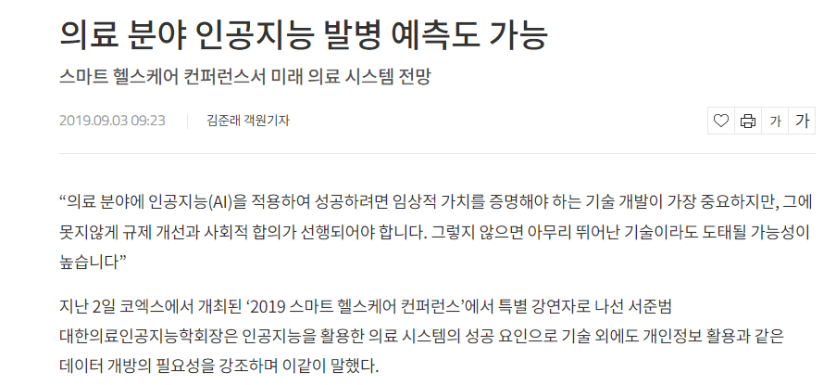 의료 분야 인공지능 발병 예측도 가능
스마트 헬스케어 컨퍼런스서 미래 의료 시스템 전망
2019.09.03 09:23 김준래 객원기자
가 가
“의료 분야에 인공지능(AI)을 적용하여 성공하려면 임상적 가치를 증명해야 하는 기술 개발이 가장 중요하지만, 그에
못지않게 규제 개선과 사회적 합의가 선행되어야 합니다. 그렇지 않으면 아무리 뛰어난 기술이라도 도태될 가능성이
높습니다”
지난 2일 코엑스에서 개최된 ‘2019 스마트 헬스케어 컨퍼런스’에서 특별 강연자로 나선 서준범
대한의료인공지능학회장은 인공지능을 활용한 의료 시스템의 성공 요인으로 기술 외에도 개인정보 활용과 같은
데이터 개방의 필요성을 강조하며 이같이 말했다.